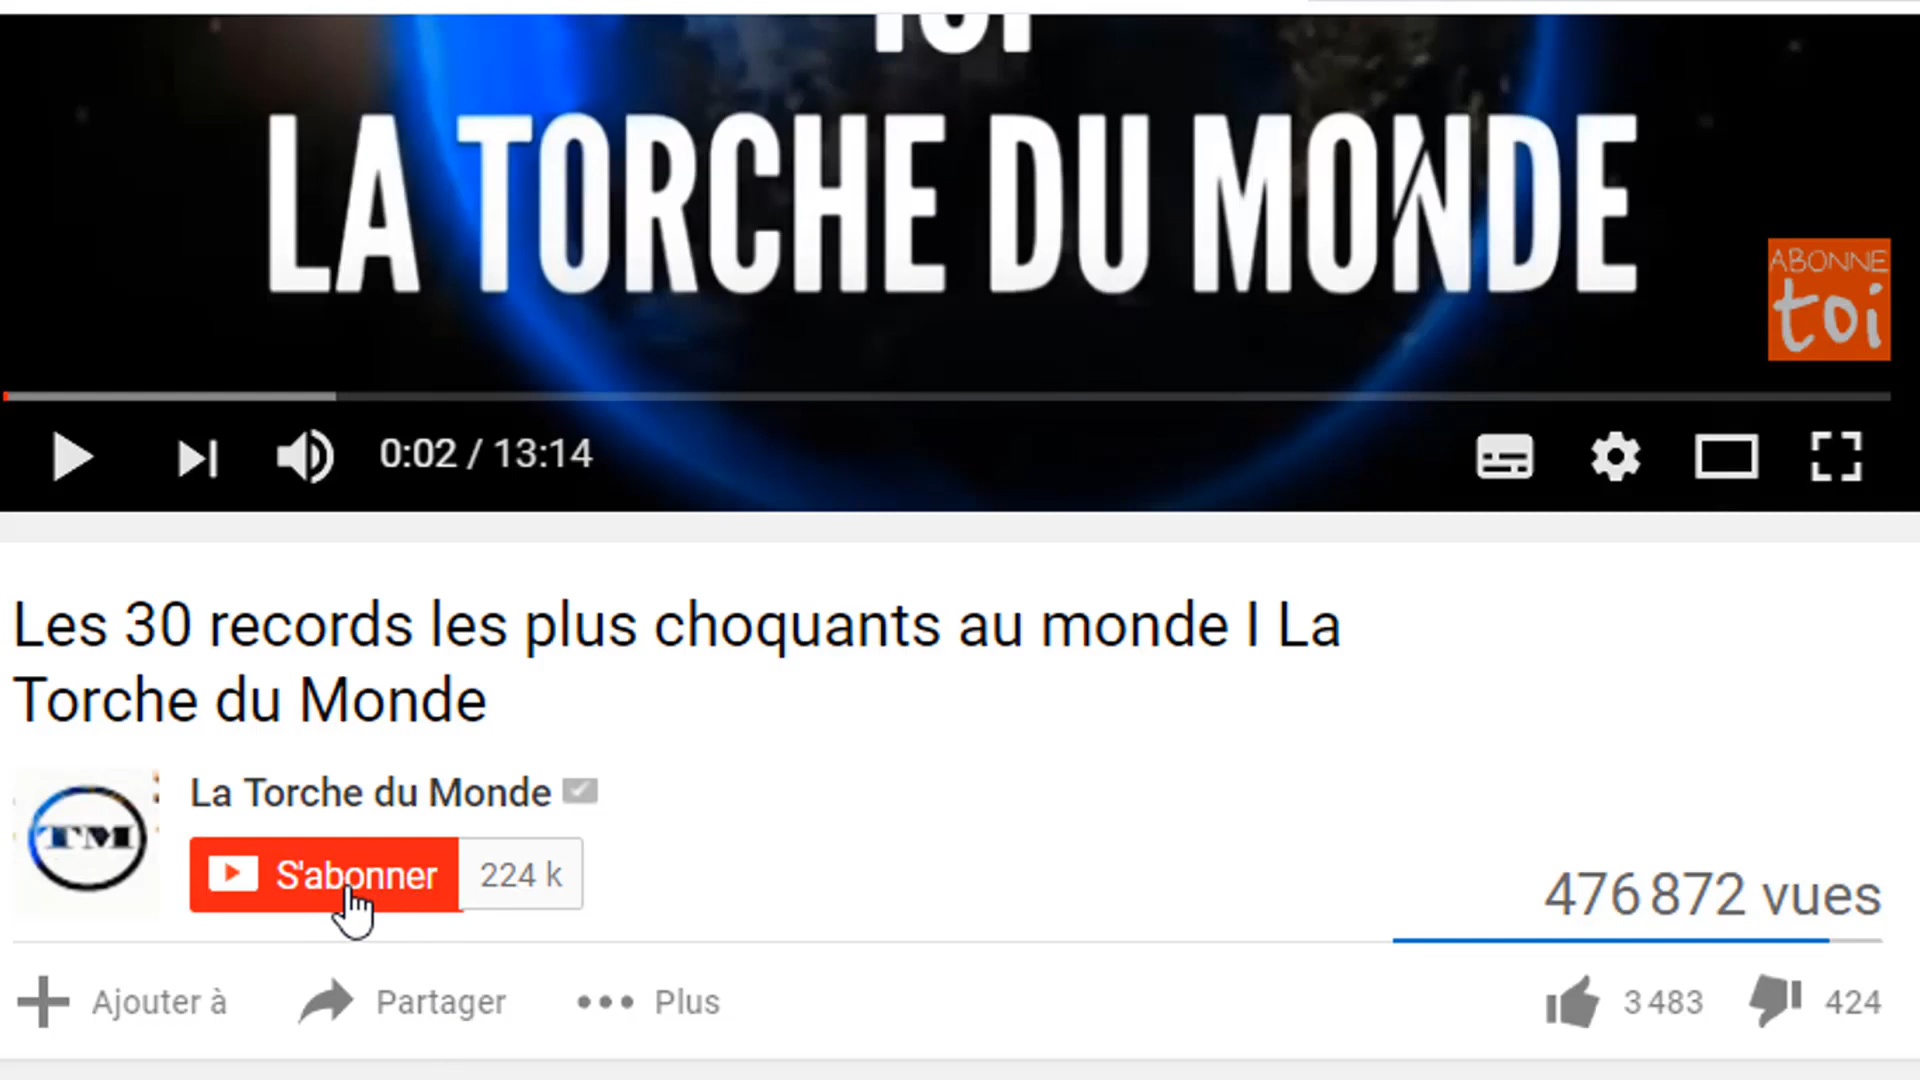 LA TORCHE DU MONDE
ABONNE
toi
0:02 / 13:14
Les 30 records les plus choquants au monde I La
Torche du Monde
TM
La Torche du Monde
S'abonner 224 k
476 872 vues
Ajouter à Partager Plus 3 483 424